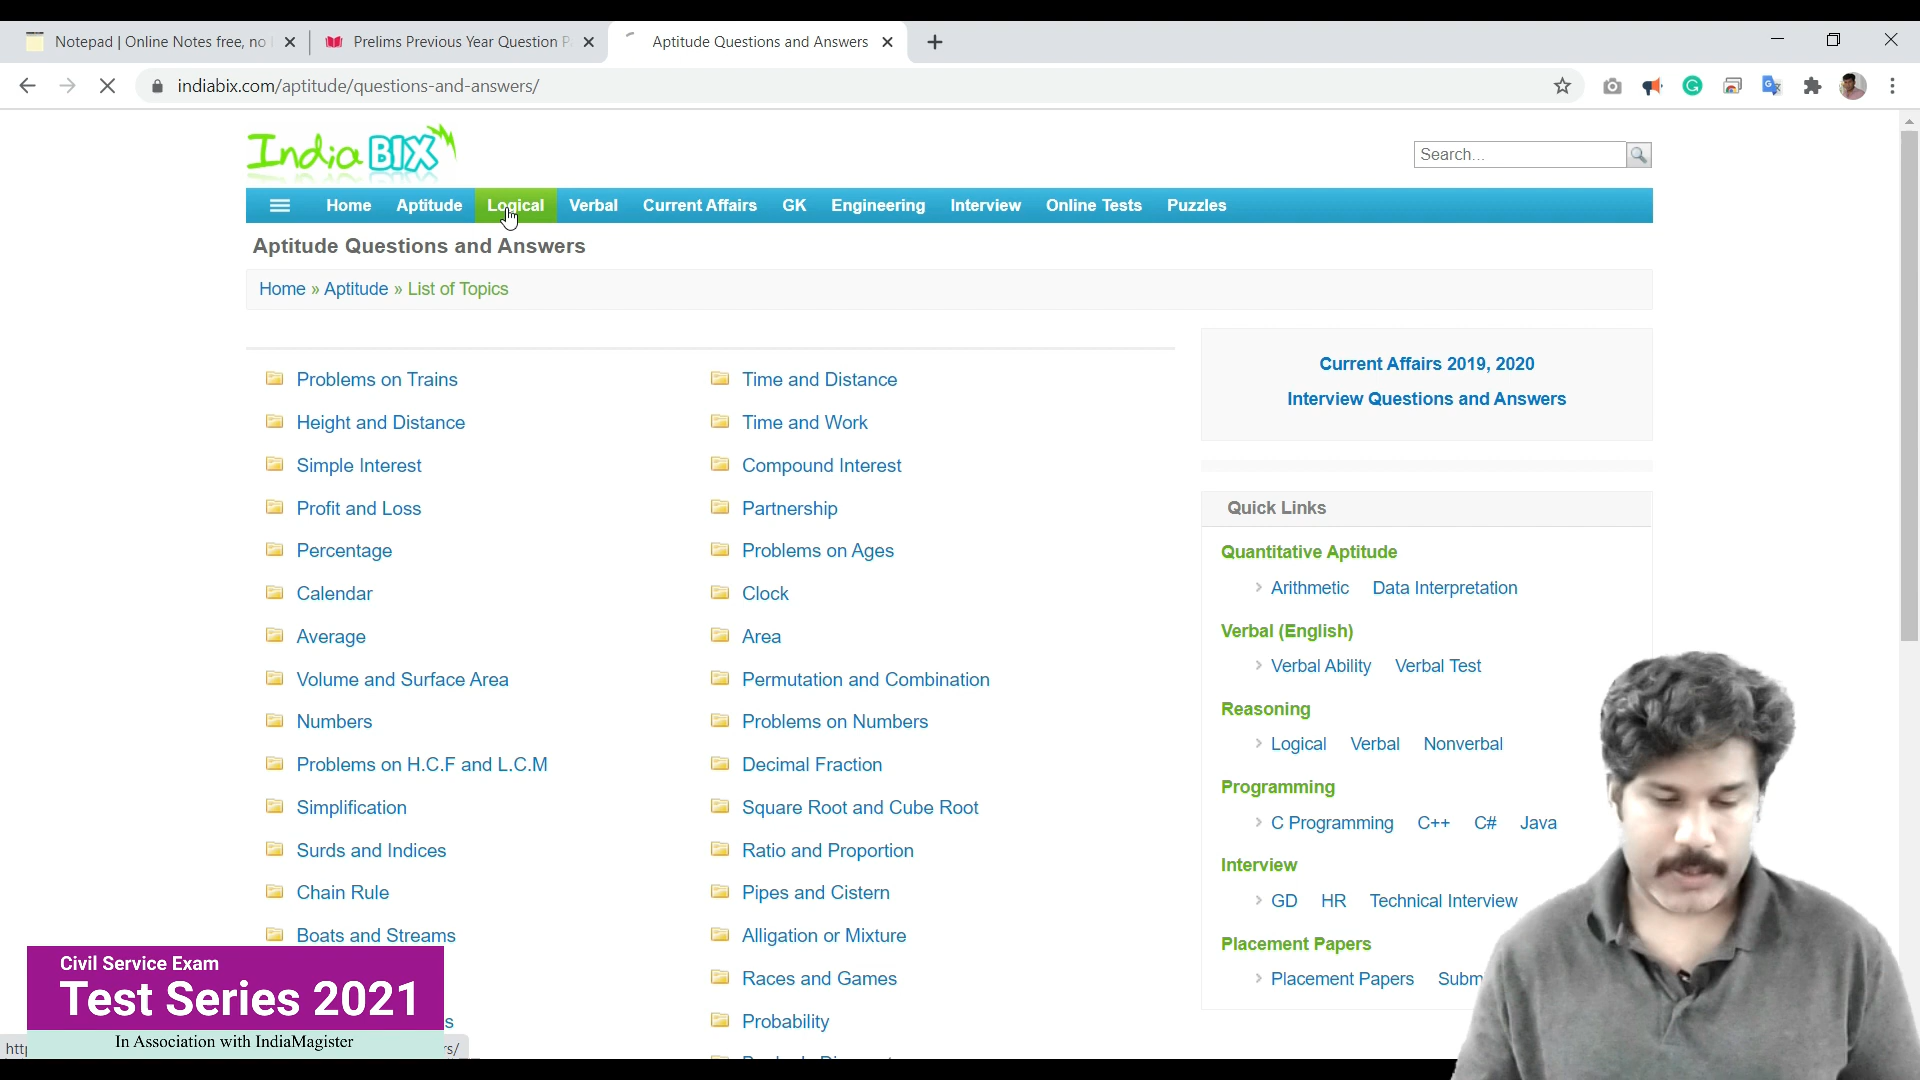 Notepad | Online Notes free, no
Prelims Previous Year Question P
Aptitude Questions and Answers
indiabix.com/aptitude/questions-and-answers/
IndiaBIX
Search...
Home Aptitude Logical Verbal Current Affairs GK Engineering Interview Online Tests Puzzles
Aptitude Questions and Answers
Home » Aptitude » List of Topics
Problems on Trains
Time and Distance
Height and Distance
Time and Work
Simple Interest
Compound Interest
Profit and Loss
Partnership
Percentage
Problems on Ages
Calendar
Clock
Average
Area
Volume and Surface Area
Permutation and Combination
Numbers
Problems on Numbers
Problems on H.C.F and L.C.M
Decimal Fraction
Simplification
Square Root and Cube Root
Surds and Indices
Ratio and Proportion
Chain Rule
Pipes and Cistern
Boats and Streams
Alligation or Mixture
Races and Games
Probability
Current Affairs 2019, 2020
Interview Questions and Answers
Quick Links
Quantitative Aptitude
Arithmetic Data Interpretation
Verbal (English)
Verbal Ability Verbal Test
Reasoning
Logical Verbal Nonverbal
Programming
C Programming C++ C# Java
Interview
GD HR Technical Interview
Placement Papers
Placement Papers Subm
Civil Service Exam
Test Series 2021
In Association with IndiaMagister